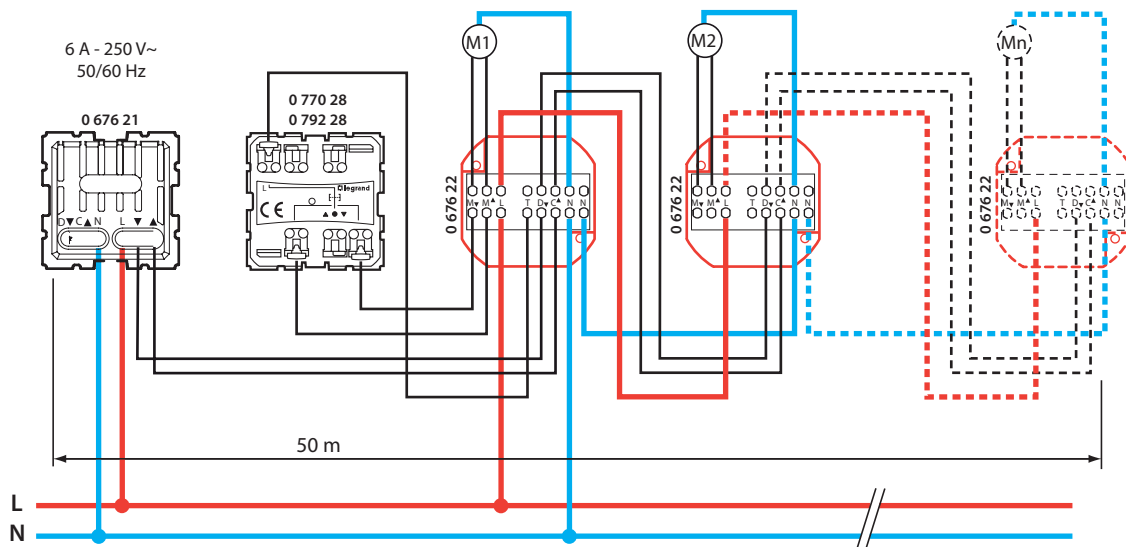 6 A - 250 V~
50/60 Hz
0 676 21
D▼C▲N L ▼ ▲
0 770 28
0 792 28
L
legrand
CE
▲ ● ▼
M1
0 676 22
M▼ M▲ L T D▼ C▲ N N
M2
0 676 22
M▼ M▲ L T D▼ C▲ N N
Mn
0 676 22
M▼ M▲ L T D▼ C▲ N N
50 m
L
N